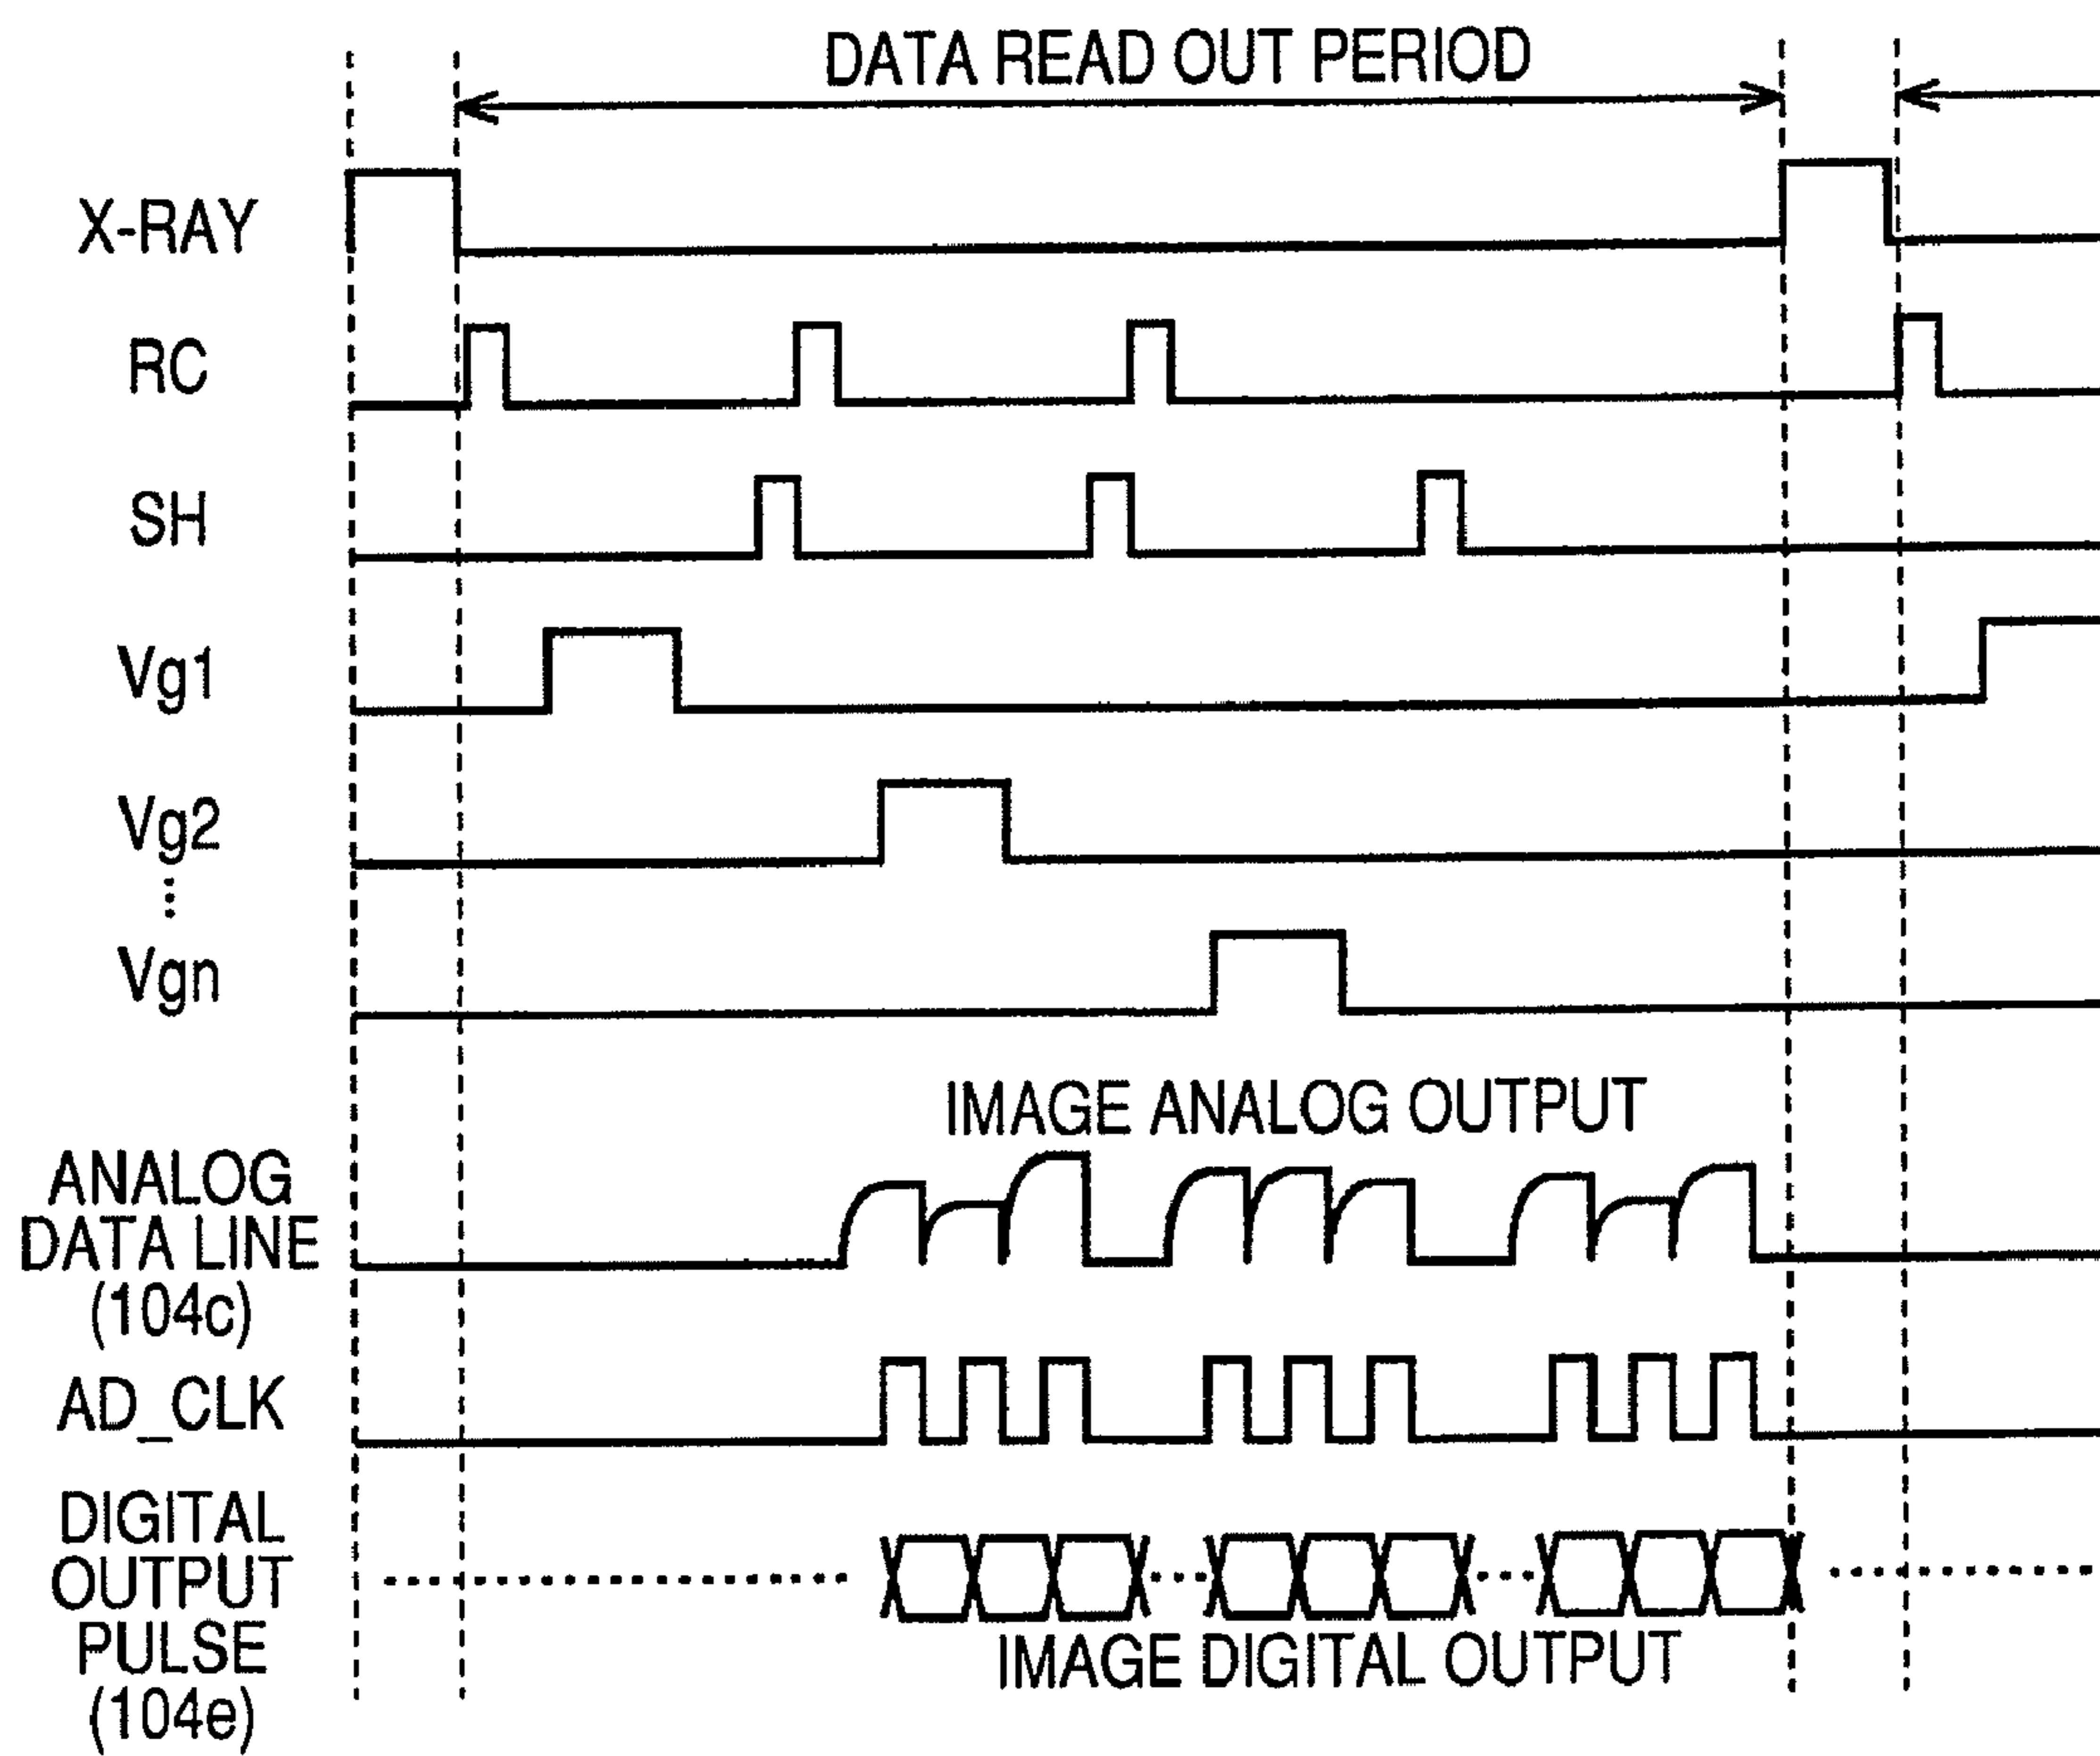 DATA READ OUT PERIOD
X-RAY
RC
SH
Vg1
Vg2
⋮
Vgn
IMAGE ANALOG OUTPUT
ANALOG
DATA LINE
(104c)
AD_CLK
DIGITAL
OUTPUT
PULSE
(104e)
IMAGE DIGITAL OUTPUT